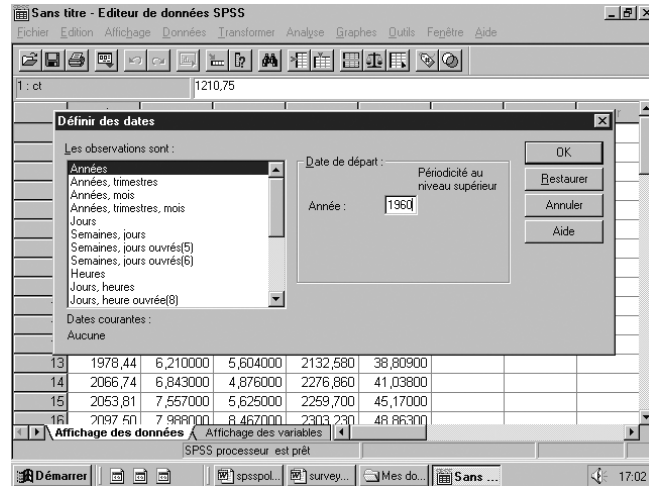 Sans titre - Editeur de données SPSS
Fichier Edition Affichage Données Transformer Analyse Graphes Outils Fenêtre Aide
1 : ct 1210,75
Définir des dates
Les observations sont :
Années
Années, trimestres
Années, mois
Années, trimestres, mois
Jours
Semaines, jours
Semaines, jours ouvrés(5)
Semaines, jours ouvrés(6)
Heures
Jours, heures
Jours, heure ouvrée(8)
Dates courantes :
Aucune
Date de départ :
Périodicité au
niveau supérieur
Année : 1960
OK
Restaurer
Annuler
Aide
13 1978,44 6,210000 5,604000 2132,580 38,80900
14 2066,74 6,843000 4,876000 2276,860 41,03800
15 2053,81 7,557000 5,625000 2259,700 45,17000
16 2097,50 7,988000 8,467000 2303,230 48,86300
Affichage des données Affichage des variables
SPSS processeur est prêt
Démarrer spsspol... survey... Mes do... Sans ... 17:02